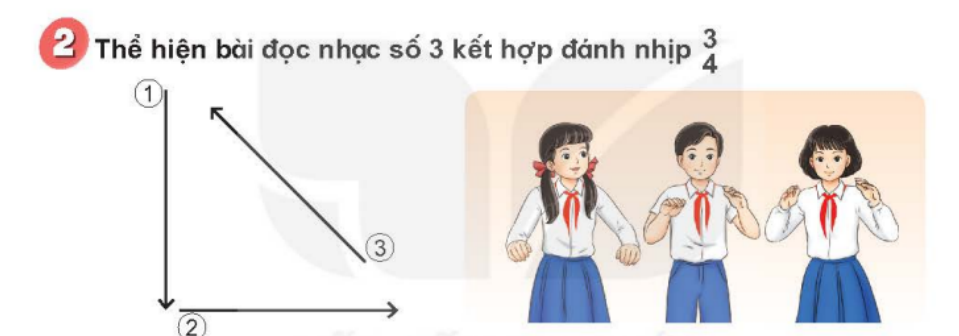 2 Thể hiện bài đọc nhạc số 3 kết hợp đánh nhịp 3/4
1
3
2